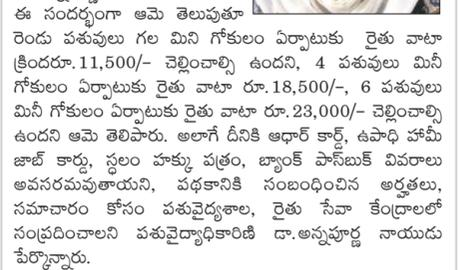 ఈ సందర్భంగా ఆమె తెలుపుతూ
రెండు పశువులు గల మిని గోకులం ఏర్పాటుకు రైతు వాటా
క్రిందరూ.11,500/- చెల్లించాల్సి ఉందని, 4 పశువులు మినీ
గోకులం ఏర్పాటుకు రైతు వాటా రూ.18,500/-, 6 పశువులు
మినీ గోకులం ఏర్పాటుకు రైతు వాటా రూ.23,000/- చెల్లించాల్సి
ఉందని ఆమె తెలిపారు. అలాగే దీనికి ఆధార్ కార్డ్, ఉపాధి హామీ
జాబ్ కార్డు, స్థలం హక్కు పత్రం, బ్యాంక్ పాస్‌బుక్ వివరాలు
అవసరమవుతాయని, పథకానికి సంబంధించిన అర్హతలు,
సమాచారం కోసం పశువైద్యశాల, రైతు సేవా కేంద్రాలలో
సంప్రదించాలని పశువైద్యాధికారిణి డా.అన్నపూర్ణ నాయుడు
పేర్కొన్నారు.